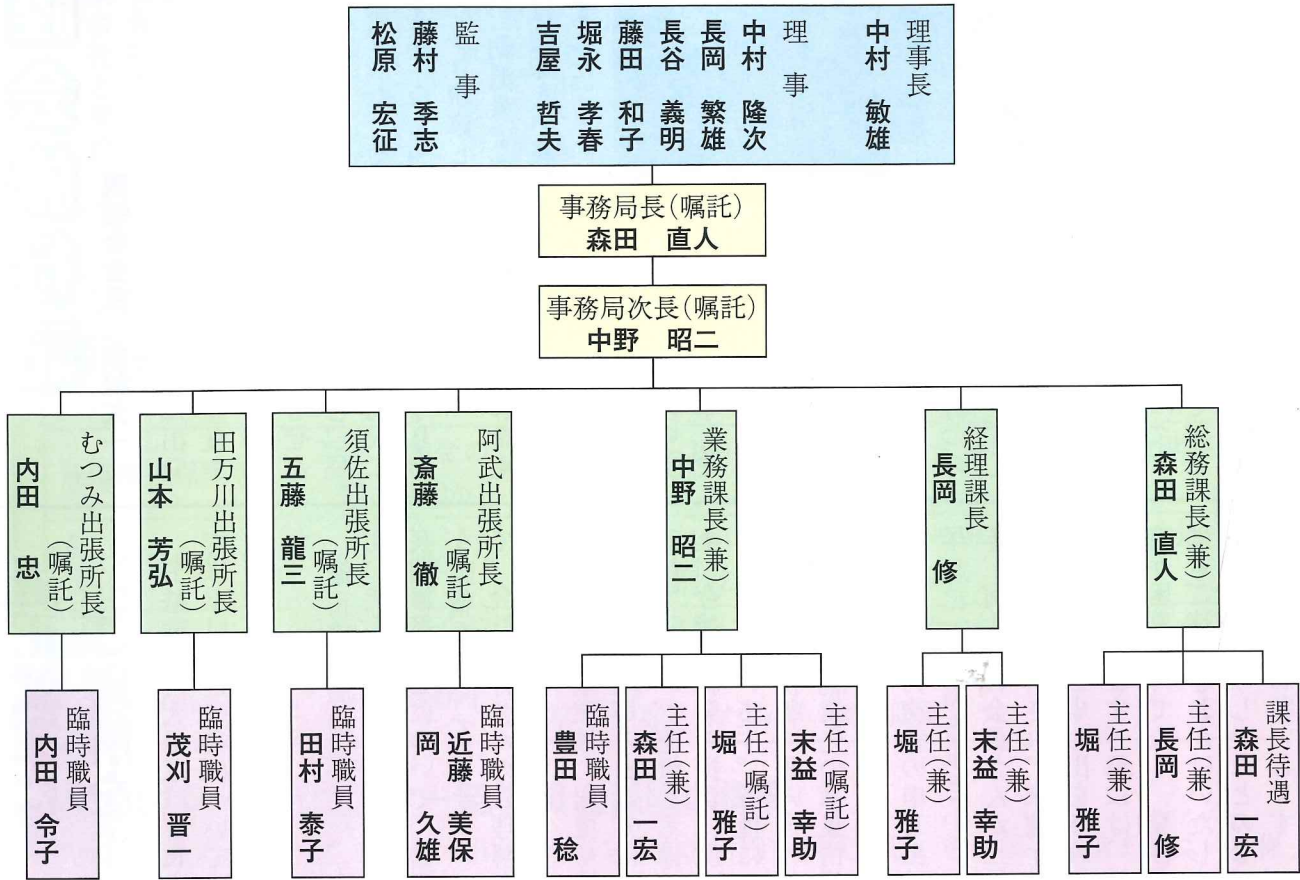 理事長
中村　敏雄
理　事
中村　隆次
長岡　繁雄
長谷　義明
藤田　和子
堀永　孝春
吉屋　哲夫
監　事
藤村　季志
松原　宏征
事務局長（嘱託）
森田　直人
事務局次長（嘱託）
中野　昭二
総務課長（兼）
森田　直人
経理課長
長岡　修
業務課長（兼）
中野　昭二
阿武出張所長
（嘱託）
斎藤　徹
須佐出張所長
（嘱託）
五藤　龍三
田万川出張所長
（嘱託）
山本　芳弘
むつみ出張所長
（嘱託）
内田　忠
課長待遇
森田　一宏
主任（兼）
長岡　修
主任（兼）
堀　雅子
主任（兼）
末益　幸助
主任（兼）
堀　雅子
主任（嘱託）
末益　幸助
主任（嘱託）
堀　雅子
主任（兼）
森田　一宏
臨時職員
豊田　稔
臨時職員
近藤　美保
岡　久雄
臨時職員
田村　泰子
臨時職員
茂刈　晋一
臨時職員
内田　令子